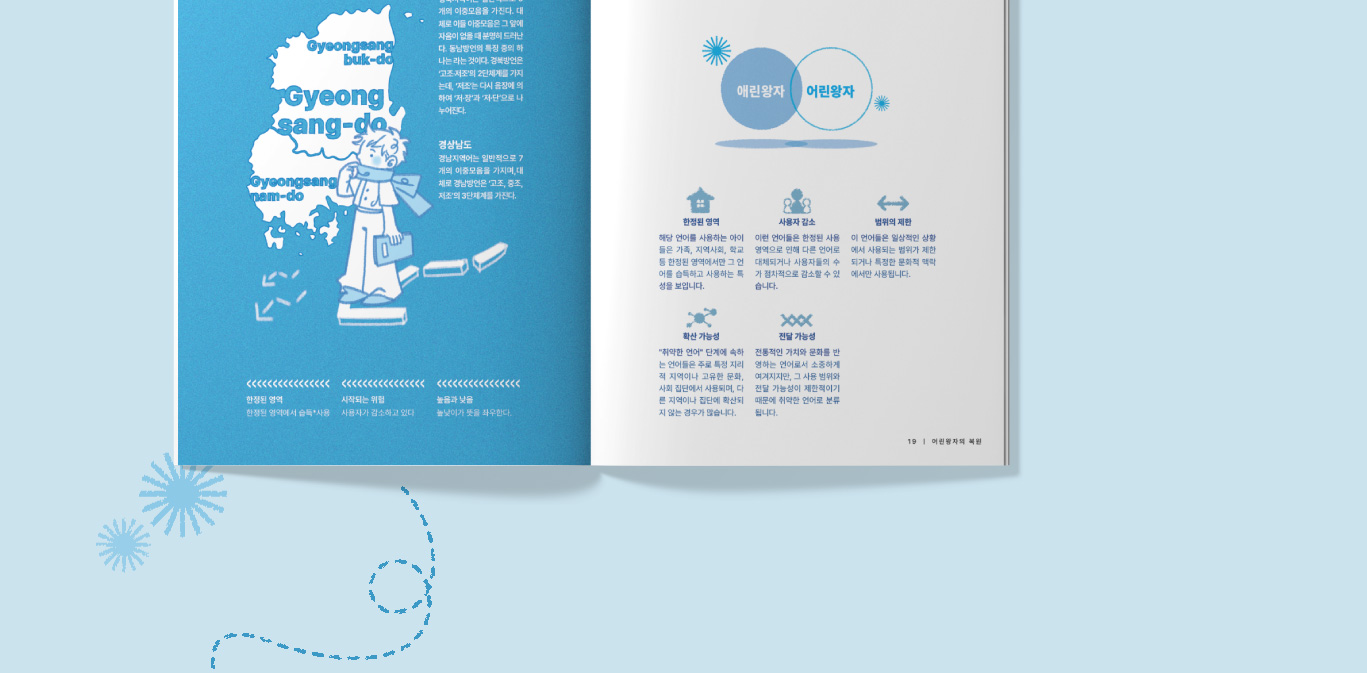 Gyeongsang
buk-do
Gyeong
sang-do
Gyeongsang
nam-do
개의 이중모음을 가진다. 대
체로 이들 이중모음은 그 앞에
자음이 없을 때 분명히 드러난
다. 동남방언의 특징 중의 하
나는 라는 것이다. 경북방언은
'고조·저조'의 2단체계를 가지
는데, '저조'는 다시 음장에 의
하여 '저·장'과 '저·단'으로 나
누어진다.
경상남도
경남지역어는 일반적으로 7
개의 이중모음을 가지며, 대
체로 경남방언은 '고조, 중조,
저조'의 3단체계를 가진다.
한정된 영역
한정된 영역에서 습득*사용
시작되는 위험
사용자가 감소하고 있다
높음과 낮음
높낮이가 뜻을 좌우한다.
애린왕자
어린왕자
한정된 영역
해당 언어를 사용하는 아이
들은 가족, 지역사회, 학교
등 한정된 영역에서만 그 언
어를 습득하고 사용하는 특
성을 보입니다.
사용자 감소
이런 언어들은 한정된 사용
영역으로 인해 다른 언어로
대체되거나 사용자들의 수
가 점차적으로 감소할 수 있
습니다.
범위의 제한
이 언어들은 일상적인 상황
에서 사용되는 범위가 제한
되거나 특정한 문화적 맥락
에서만 사용됩니다.
확산 가능성
"취약한 언어" 단계에 속하
는 언어들은 주로 특정 지리
적 지역이나 고유한 문화,
사회 집단에서 사용되며, 다
른 지역이나 집단에 확산되
지 않는 경우가 많습니다.
전달 가능성
전통적인 가치와 문화를 반
영하는 언어로서 소중하게
여겨지지만, 그 사용 범위와
전달 가능성이 제한적이기
때문에 취약한 언어로 분류
됩니다.
19 | 어린왕자의 복원